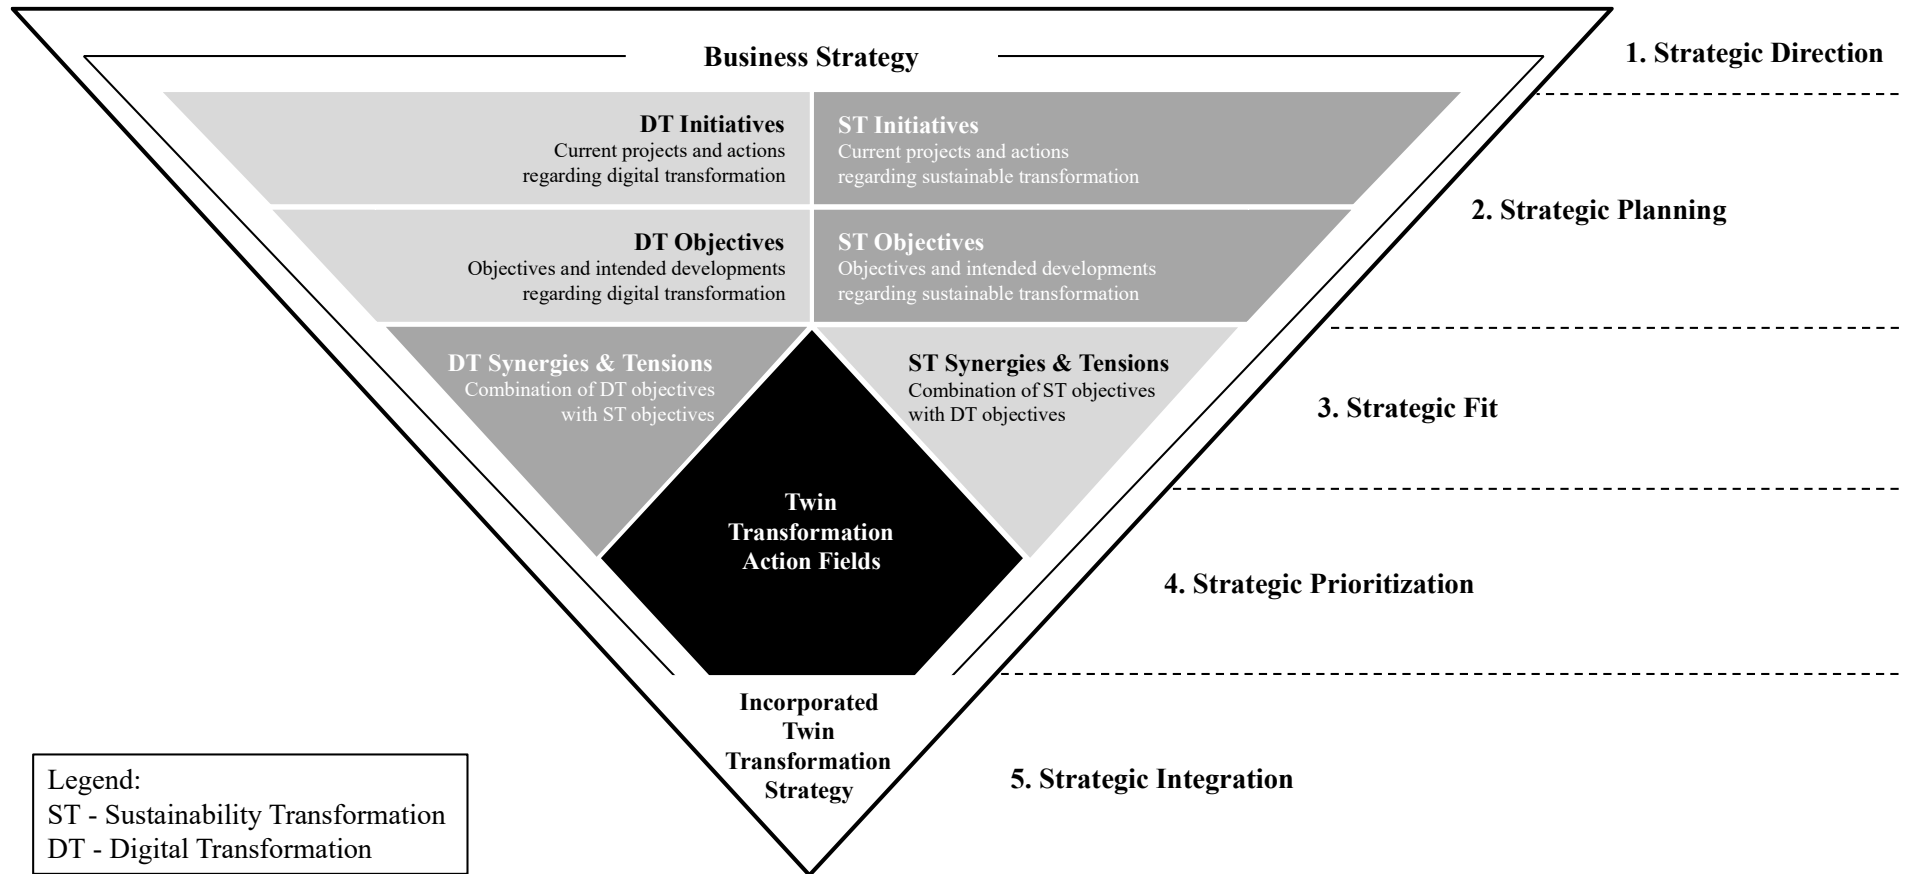 Business Strategy
1. Strategic Direction
DT Initiatives
Current projects and actions
regarding digital transformation
ST Initiatives
Current projects and actions
regarding sustainable transformation
2. Strategic Planning
DT Objectives
Objectives and intended developments
regarding digital transformation
ST Objectives
Objectives and intended developments
regarding sustainable transformation
DT Synergies & Tensions
Combination of DT objectives
with ST objectives
ST Synergies & Tensions
Combination of ST objectives
with DT objectives
3. Strategic Fit
Twin
Transformation
Action Fields
4. Strategic Prioritization
Incorporated
Twin
Transformation
Strategy
5. Strategic Integration
Legend:
ST - Sustainability Transformation
DT - Digital Transformation